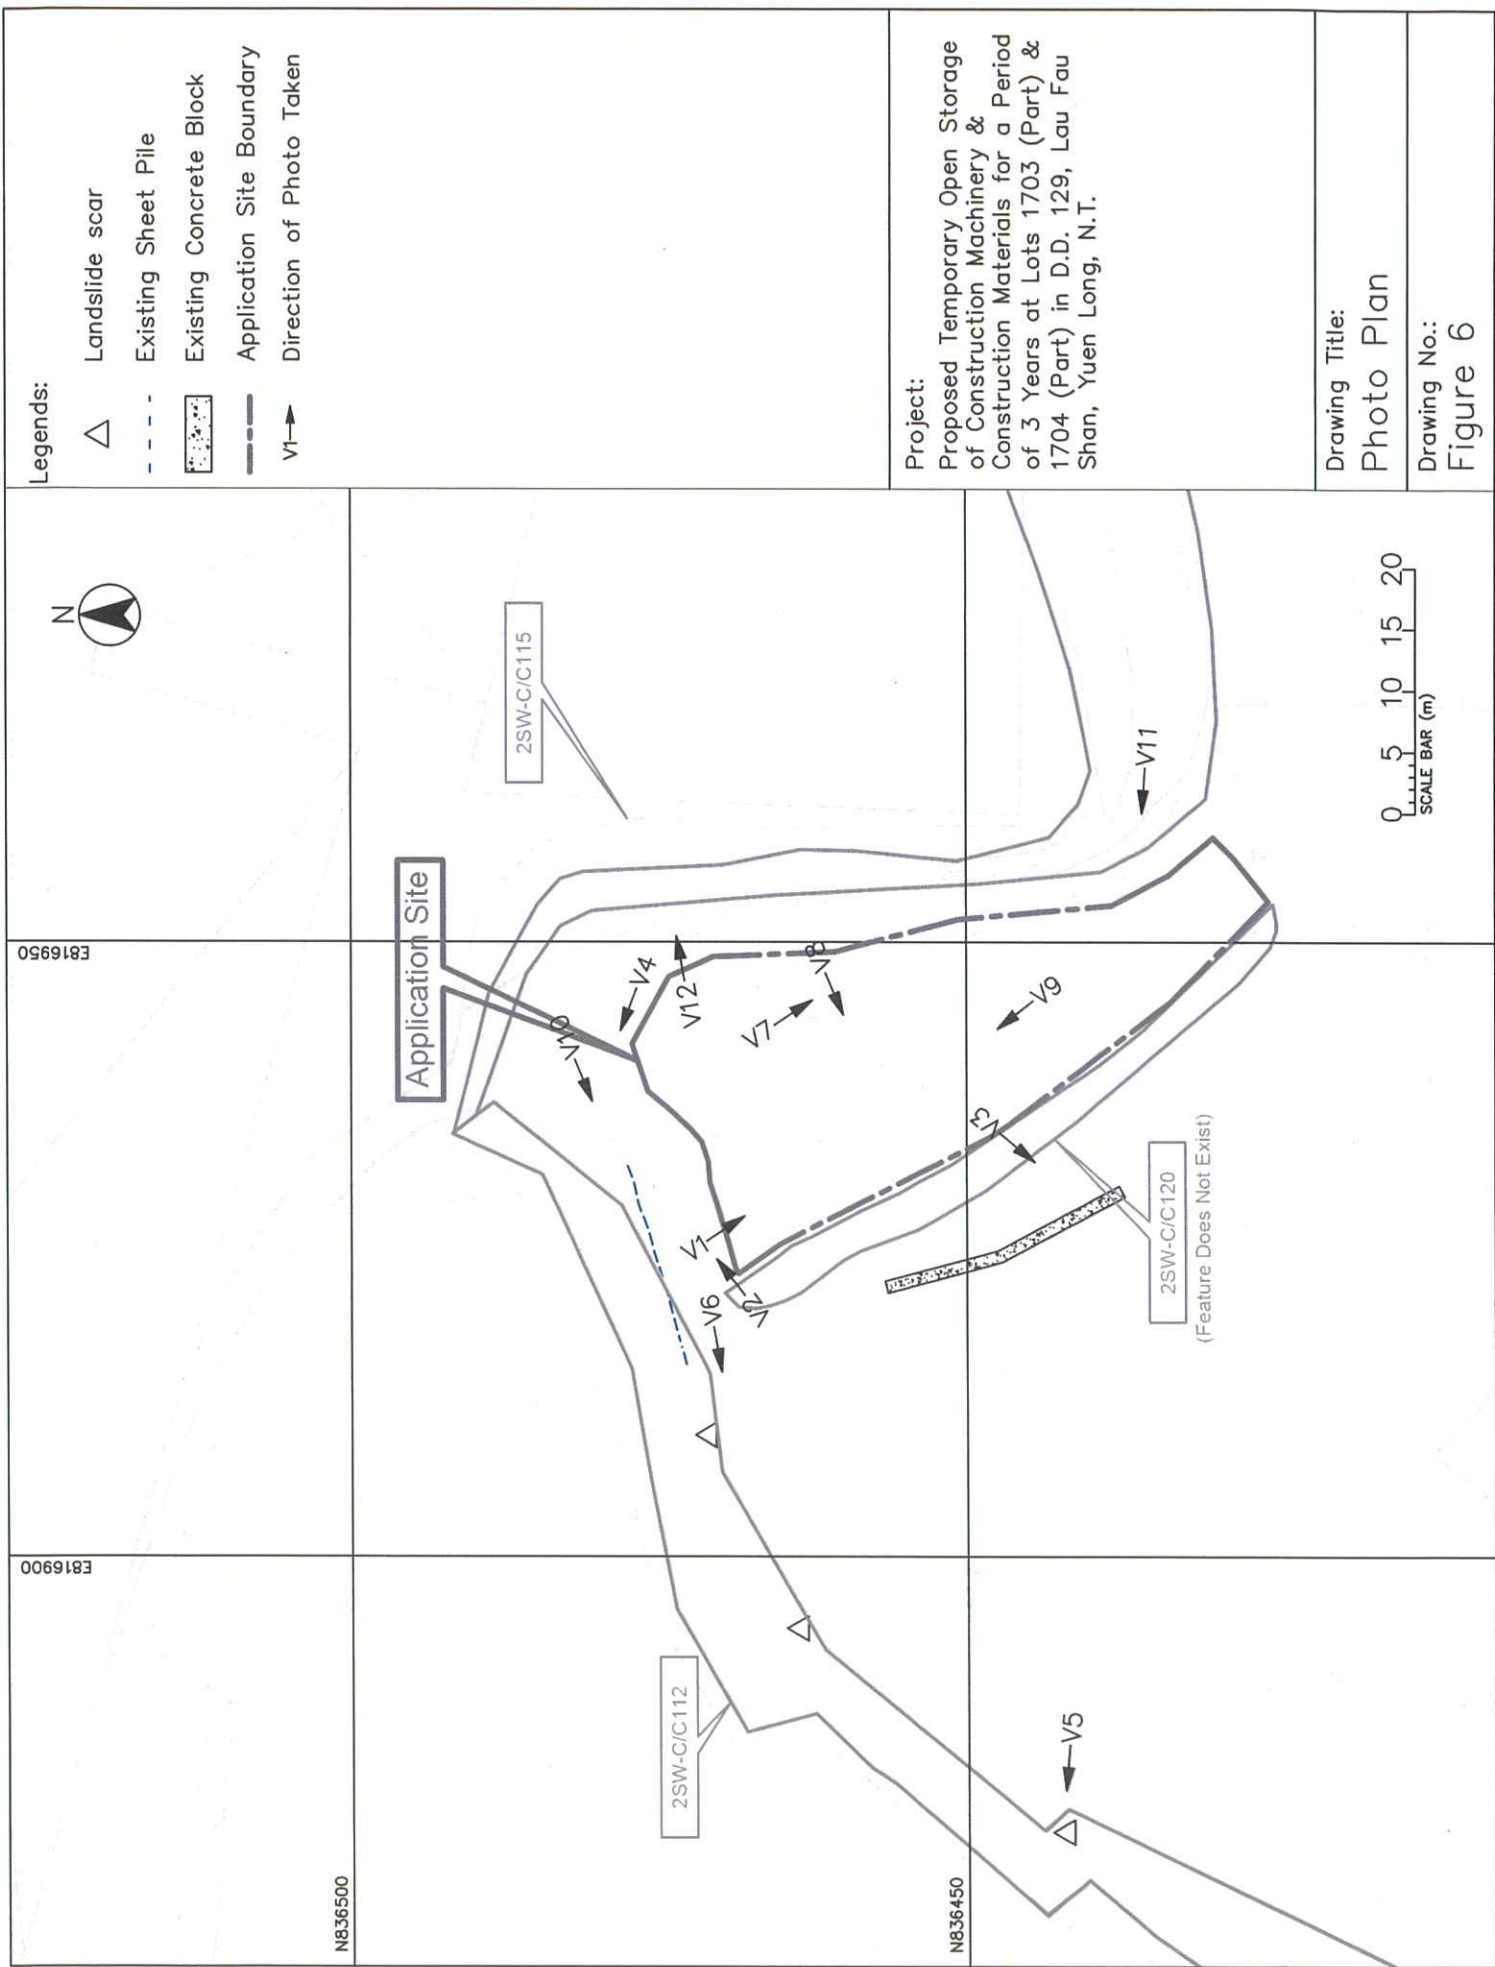 Legends:
Landslide scar
Existing Sheet Pile
Existing Concrete Block
Application Site Boundary
V1
Direction of Photo Taken
Project:
Proposed Temporary Open Storage
of Construction Machinery &
Construction Materials for a Period
of 3 Years at Lots 1703 (Part) &
1704 (Part) in D.D. 129, Lau Fau
Shan, Yuen Long, N.T.
Drawing Title:
Photo Plan
Drawing No.:
Figure 6
N
E816900
E816950
N836500
N836450
Application Site
2SW-C/C115
2SW-C/C112
2SW-C/C120
(Feature Does Not Exist)
V10
V4
V12
V7
V8
V9
V11
V1
V2
V6
V3
V5
0 5 10 15 20
SCALE BAR (m)